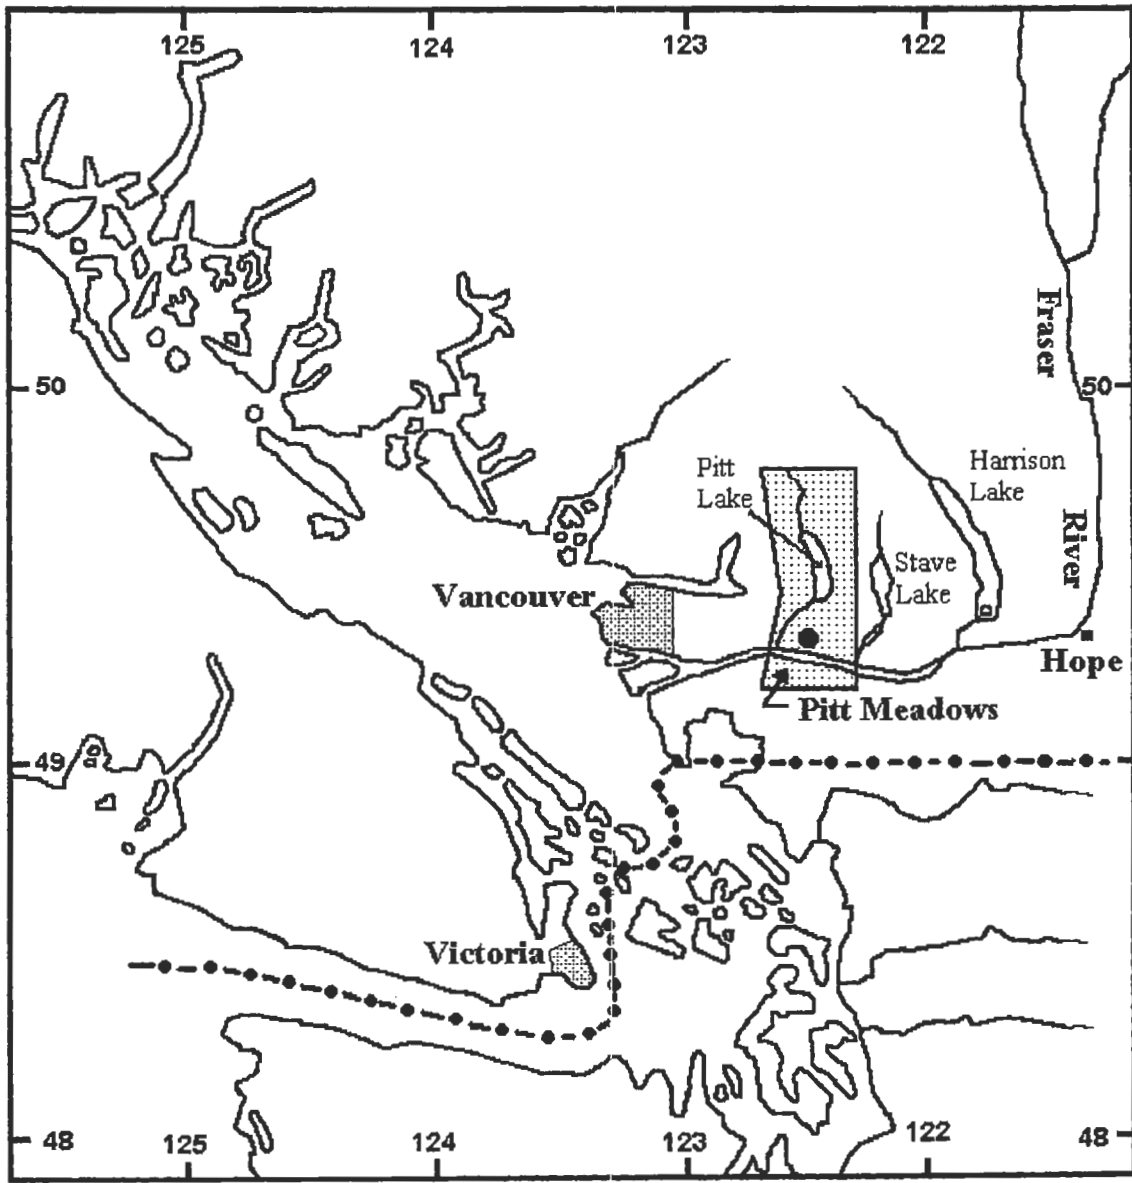 125
124
123
122
Fraser
50
50
Pitt
Lake
Harrison
Lake
River
Stave
Lake
Vancouver
Hope
Pitt Meadows
49
Victoria
48
125
124
123
122
48